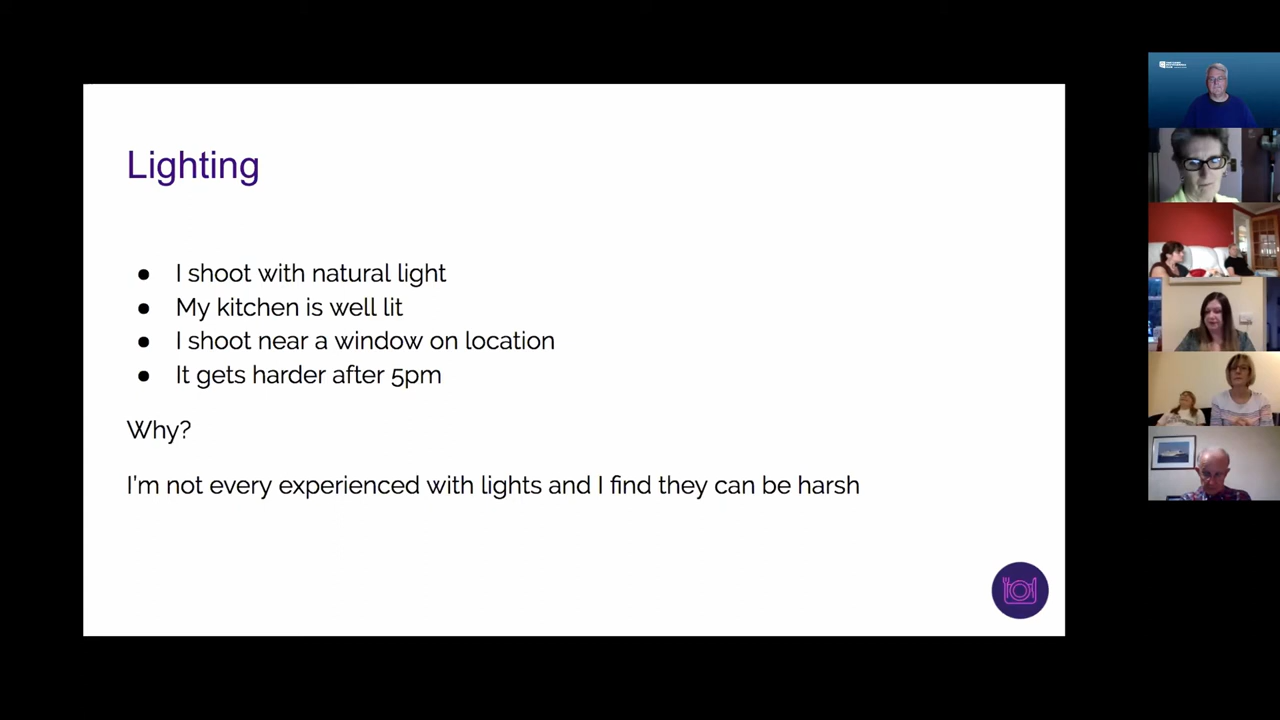 Lighting
● I shoot with natural light
● My kitchen is well lit
● I shoot near a window on location
● It gets harder after 5pm
Why?
I'm not every experienced with lights and I find they can be harsh